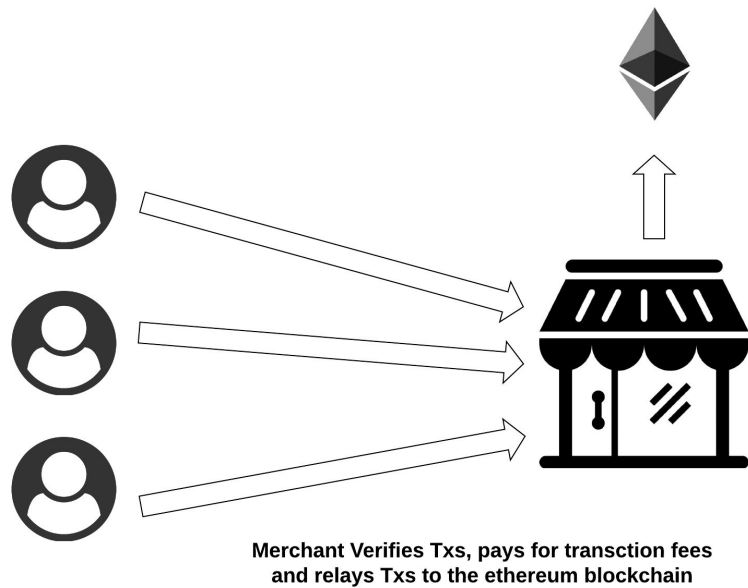 Merchant Verifies Txs, pays for transction fees
and relays Txs to the ethereum blockchain